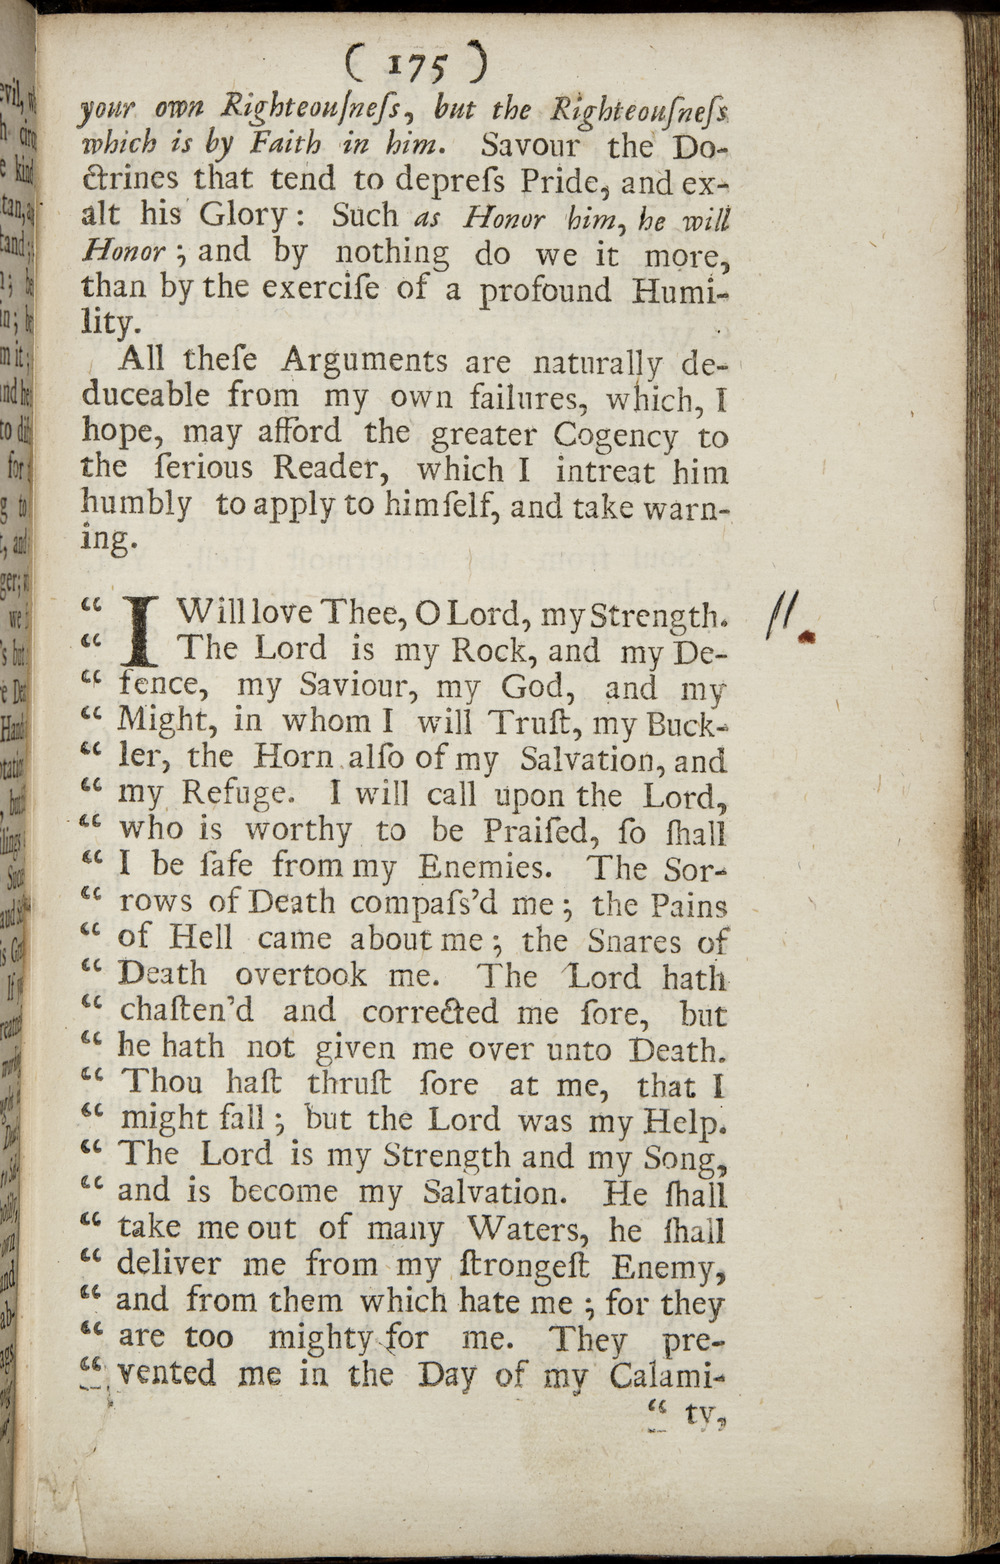 ( 175 )
your own Righteouſneſs, but the Righteouſneſs
which is by Faith in him. Savour the Do-
ctrines that tend to depreſs Pride, and ex-
alt his Glory: Such as Honor him, he will
Honor; and by nothing do we it more,
than by the exerciſe of a profound Humi-
lity.
All theſe Arguments are naturally de-
duceable from my own failures, which, I
hope, may afford the greater Cogency to
the ſerious Reader, which I intreat him
humbly to apply to himſelf, and take warn-
ing.
“ I Will love Thee, O Lord, my Strength.
“ The Lord is my Rock, and my De-
“ fence, my Saviour, my God, and my
“ Might, in whom I will Truſt, my Buck-
“ ler, the Horn alſo of my Salvation, and
“ my Refuge. I will call upon the Lord,
“ who is worthy to be Praiſed, ſo ſhall
“ I be ſafe from my Enemies. The Sor-
“ rows of Death compaſs’d me; the Pains
“ of Hell came about me; the Snares of
“ Death overtook me. The Lord hath
“ chaſten’d and corrected me ſore, but
“ he hath not given me over unto Death.
“ Thou haſt thruſt ſore at me, that I
“ might fall; but the Lord was my Help.
“ The Lord is my Strength and my Song,
“ and is become my Salvation. He ſhall
“ take me out of many Waters, he ſhall
“ deliver me from my ſtrongeſt Enemy,
“ and from them which hate me; for they
“ are too mighty for me. They pre-
“ vented me in the Day of my Calami-
“ ty,